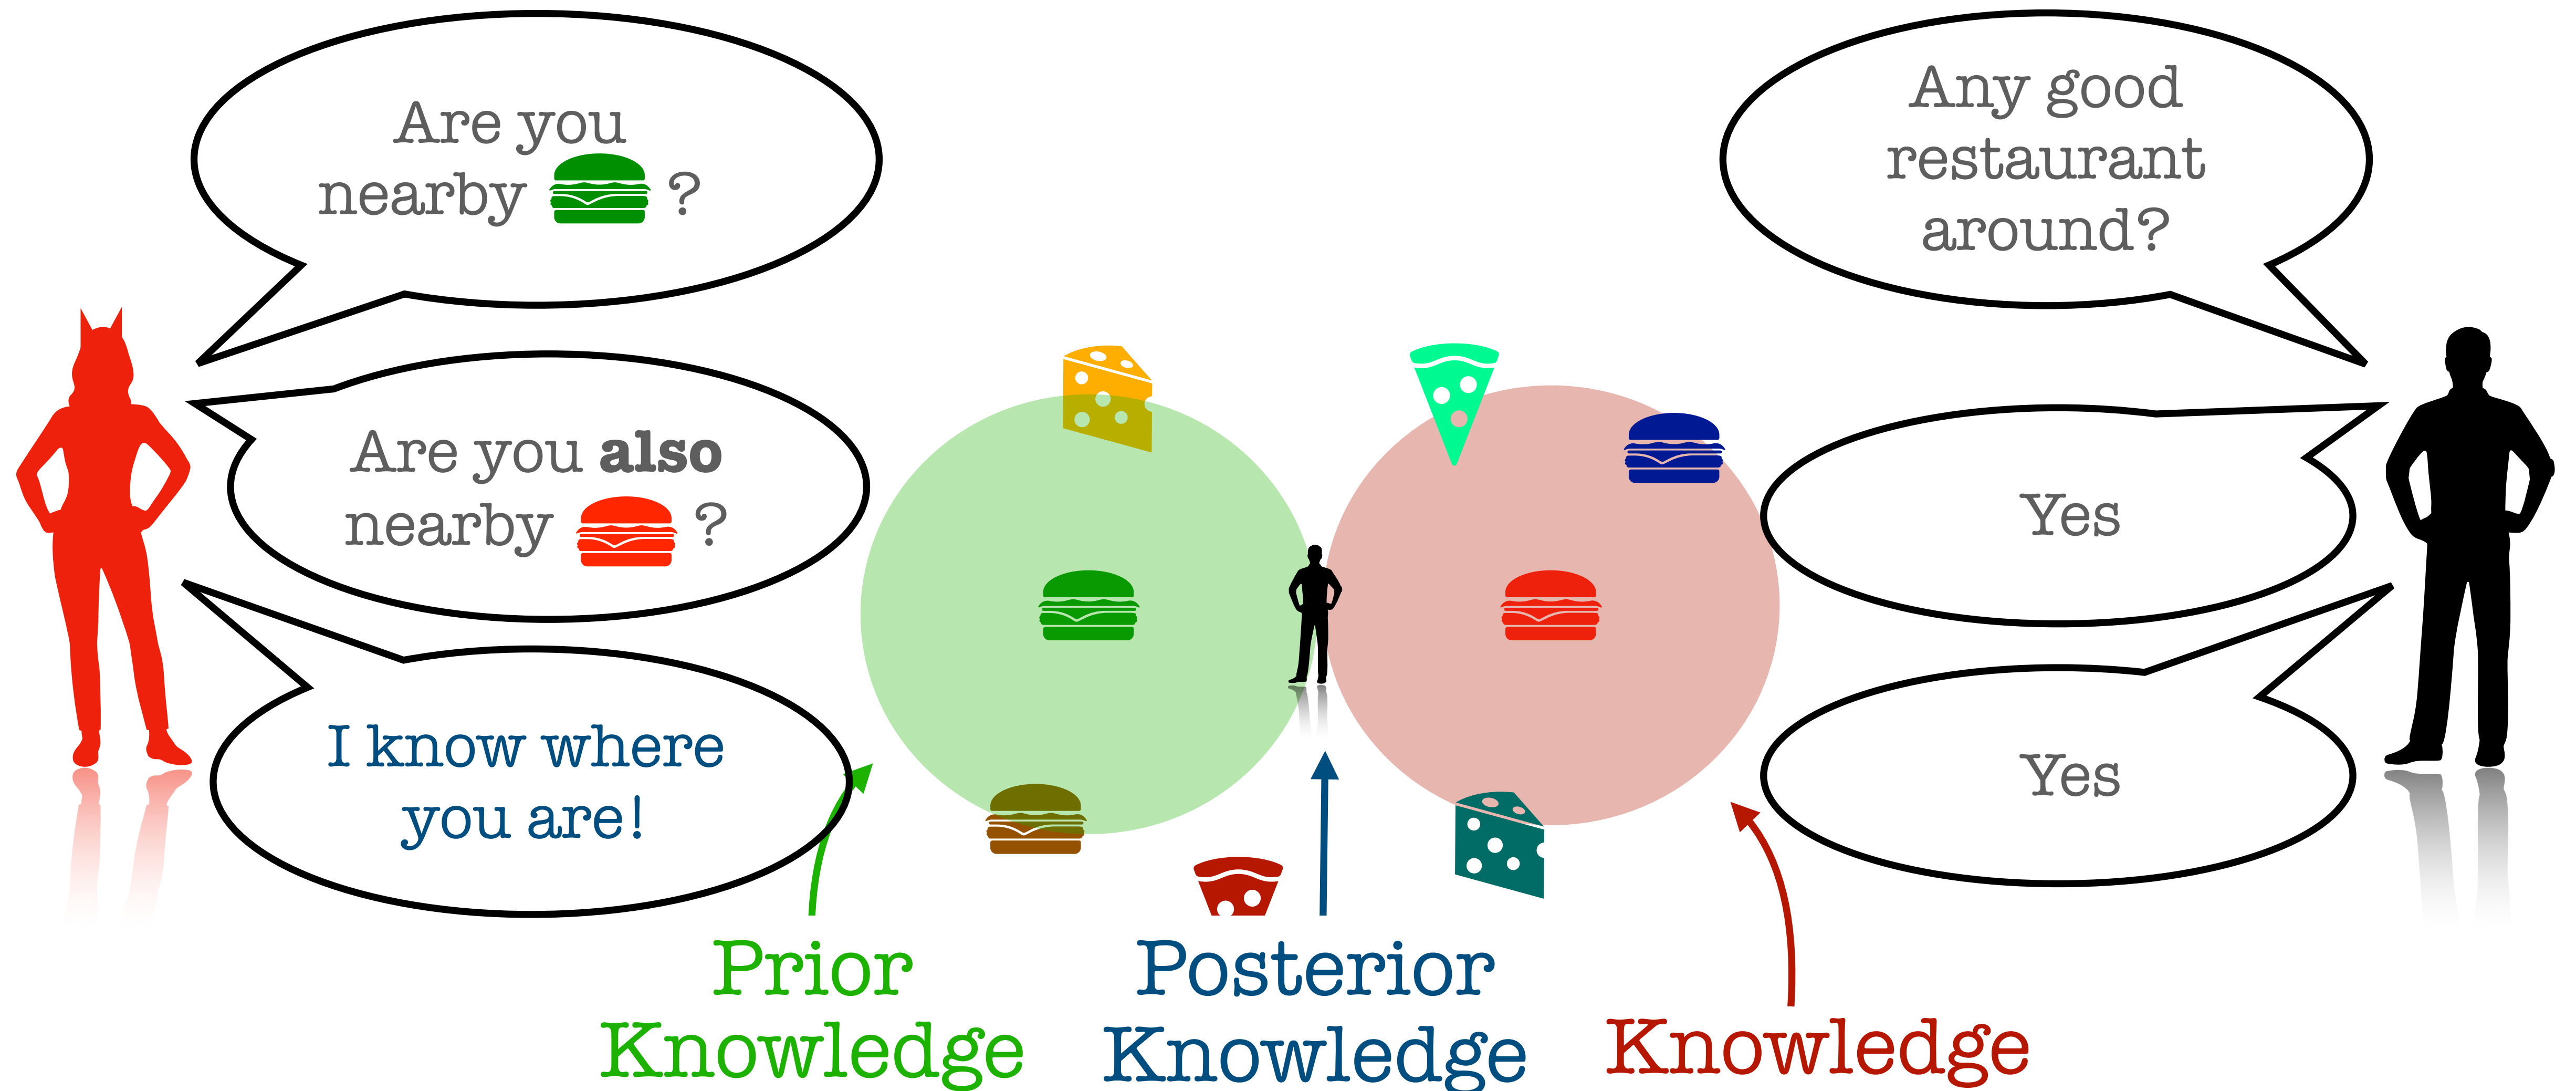 Any good
restaurant
around?
Are you
nearby ?
Yes
Are you also
nearby ?
Yes
I know where
you are!
Prior
Knowledge
Posterior
Knowledge
Knowledge